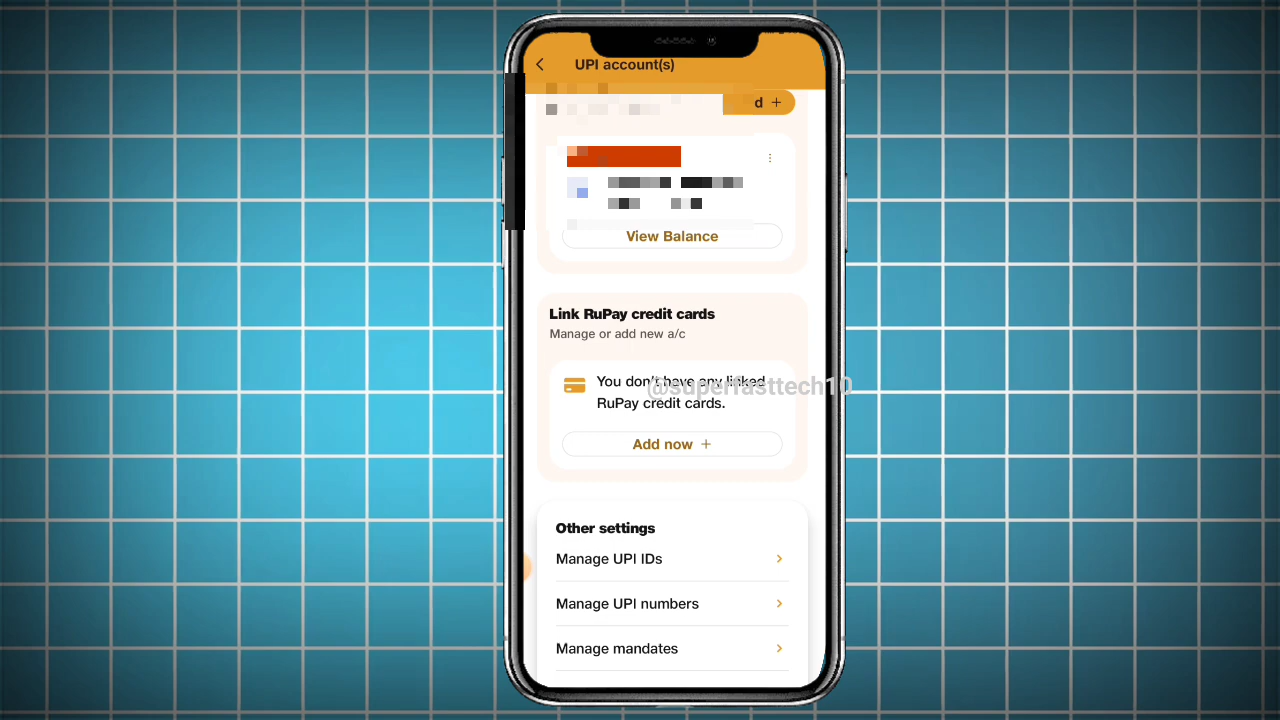 UPI account(s)
d +
View Balance
Link RuPay credit cards
Manage or add new a/c
You don't have any linked
@superfasttech10
RuPay credit cards.
Add now +
Other settings
Manage UPI IDs
Manage UPI numbers
Manage mandates